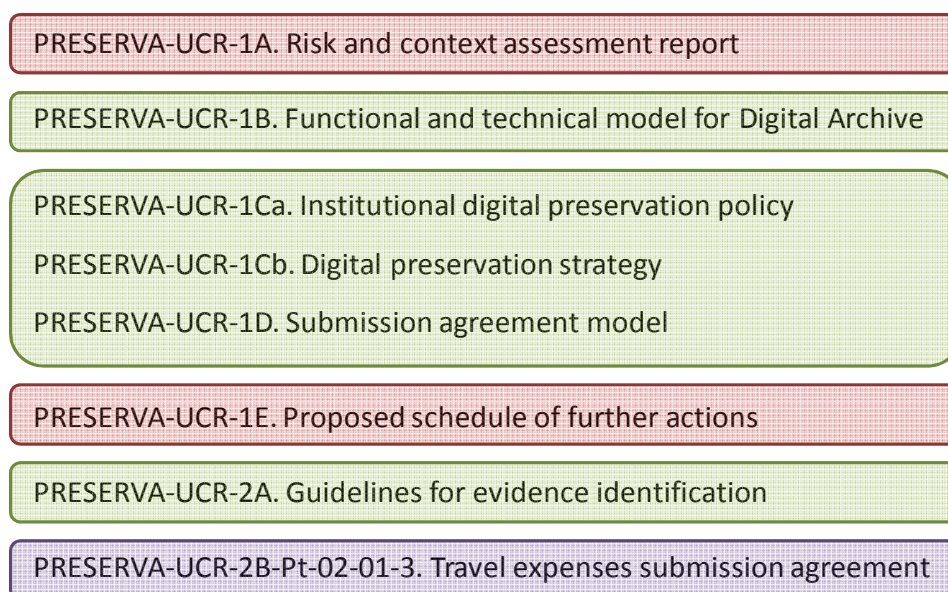 PRESERVA-UCR-1A. Risk and context assessment report
PRESERVA-UCR-1B. Functional and technical model for Digital Archive
PRESERVA-UCR-1Ca. Institutional digital preservation policy
PRESERVA-UCR-1Cb. Digital preservation strategy
PRESERVA-UCR-1D. Submission agreement model
PRESERVA-UCR-1E. Proposed schedule of further actions
PRESERVA-UCR-2A. Guidelines for evidence identification
PRESERVA-UCR-2B-Pt-02-01-3. Travel expenses submission agreement